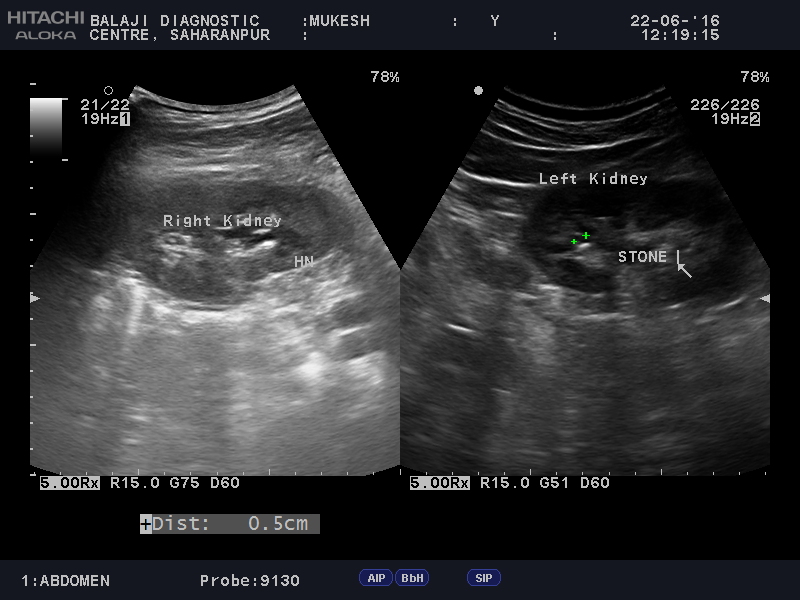 HITACHI ALOKA
BALAJI DIAGNOSTIC :MUKESH : Y 22-06-'16
CENTRE, SAHARANPUR : : 12:19:15
78% 78%
21/22 226/226
19Hz1 19Hz2
Left Kidney
Right Kidney
STONE
HN
5.00Rx R15.0 G75 D60 5.00Rx R15.0 G51 D60
+Dist: 0.5cm
1:ABDOMEN Probe:9130 AIP BbH SIP